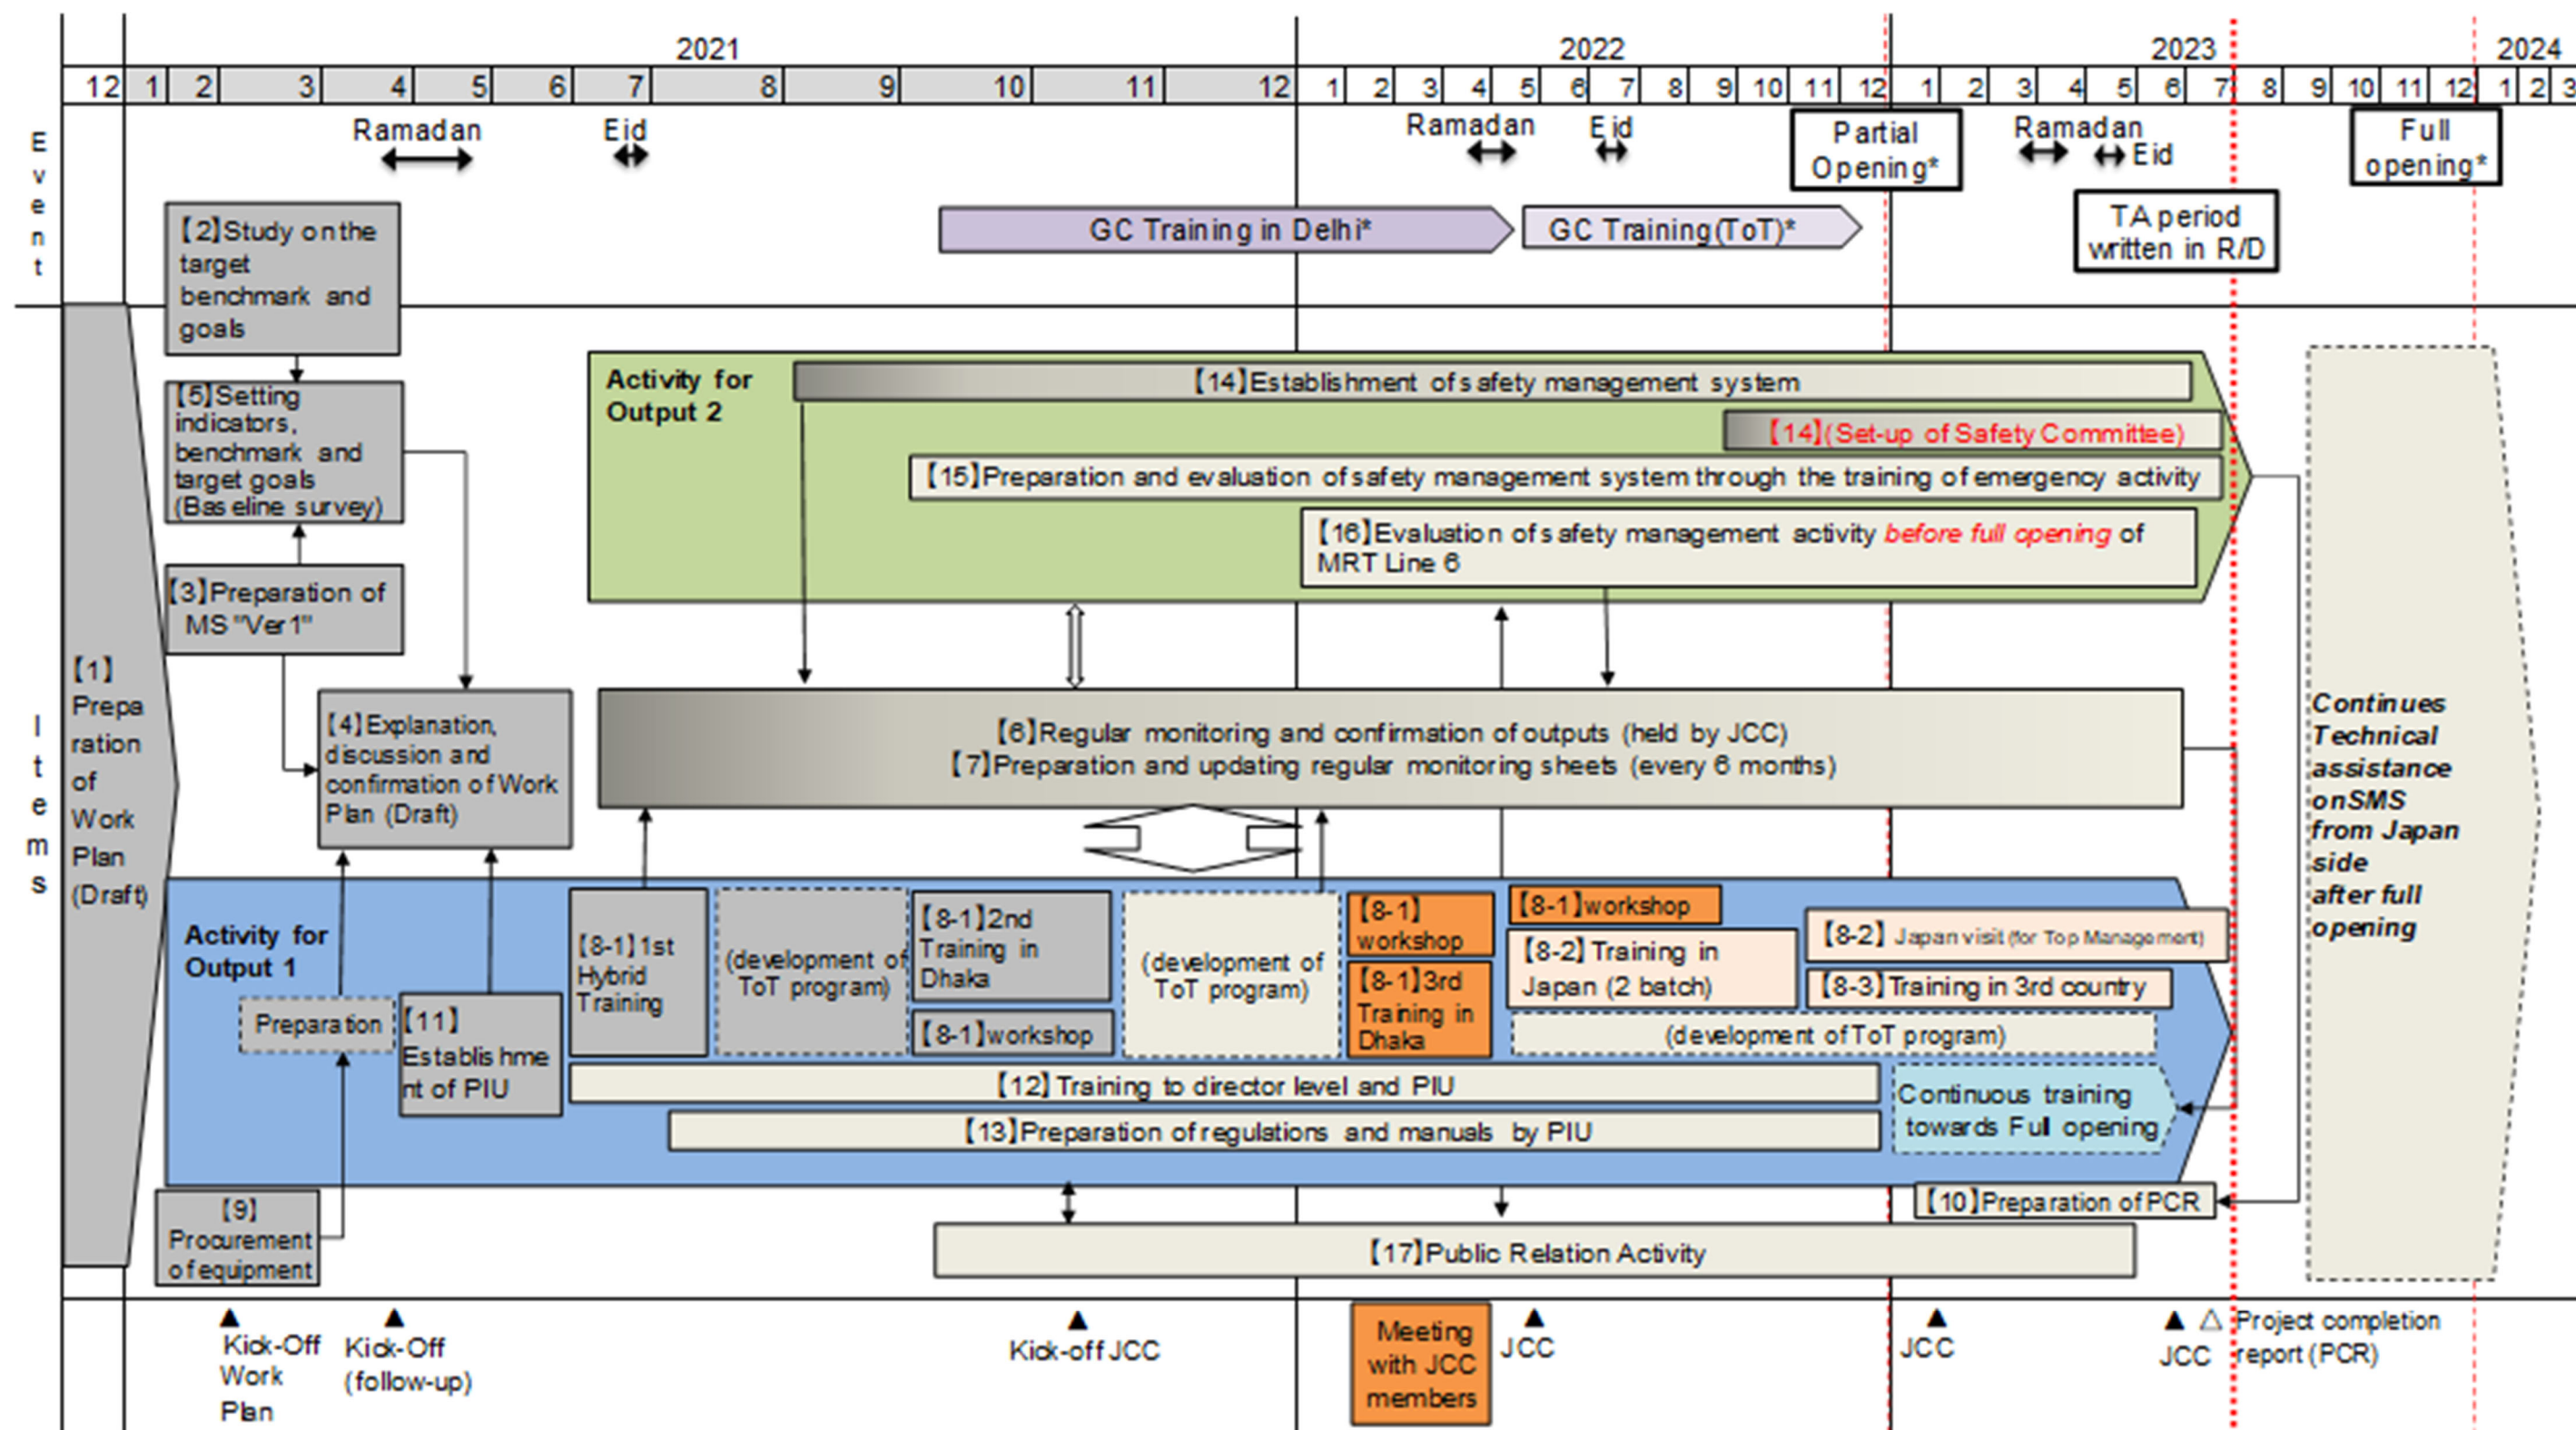 2021
2022
2023
2024
12 1 2 3 4 5 6 7 8 9 10 11 12 1 2 3 4 5 6 7 8 9 10 11 12 1 2 3 4 5 6 7 8 9 10 11 12 1 2 3
Event
Ramadan
Eid
Ramadan
Eid
Partial
Opening*
Ramadan
Eid
Full
opening*
GC Training in Delhi*
GC Training(ToT)*
TA period
written in R/D
【2】Study on the
target
benchmark and
goals
Items
【1】
Prepa
ration
of
Work
Plan
(Draft)
【5】Setting
indicators,
benchmark and
target goals
(Baseline survey)
【3】Preparation of
MS "Ver1"
【4】Explanation,
discussion and
confirmation of Work
Plan (Draft)
Activity for
Output 2
【14】Establishment of safety management system
【14】(Set-up of Safety Committee)
【15】Preparation and evaluation of safety management system through the training of emergency activity
【16】Evaluation of safety management activity before full opening of
MRT Line 6
【6】Regular monitoring and confirmation of outputs (held by JCC)
【7】Preparation and updating regular monitoring sheets (every 6 months)
Continues
Technical
assistance
on SMS
from Japan
side
after full
opening
Activity for
Output 1
Preparation
【11】
Establishme
nt of PIU
【8-1】1st
Hybrid
Training
(development of
ToT program)
【8-1】2nd
Training in
Dhaka
【8-1】workshop
(development of
ToT program)
【8-1】
workshop
【8-1】3rd
Training in
Dhaka
【8-1】workshop
【8-2】Training in
Japan (2 batch)
【8-2】 Japan visit (for Top Management)
【8-3】Training in 3rd country
(development of ToT program)
【12】Training to director level and PIU
【13】Preparation of regulations and manuals by PIU
Continuous training
towards Full opening
【9】
Procurement
of equipment
【10】Preparation of PCR
【17】Public Relation Activity
Kick-Off
Work
Plan
Kick-Off
(follow-up)
Kick-off JCC
Meeting
with JCC
members
JCC
JCC
JCC
Project completion
report (PCR)